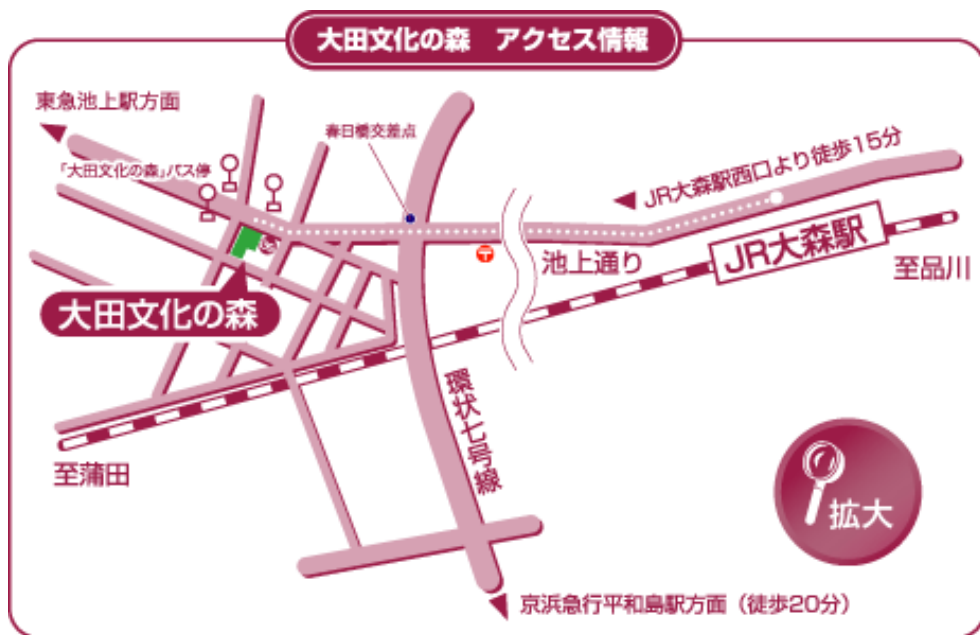 大田文化の森 アクセス情報
東急池上駅方面
春日橋交差点
「大田文化の森」バス停
JR大森駅西口より徒歩15分
JR大森駅
池上通り
至品川
大田文化の森
環状七号線
至蒲田
拡大
京浜急行平和島駅方面（徒歩20分）